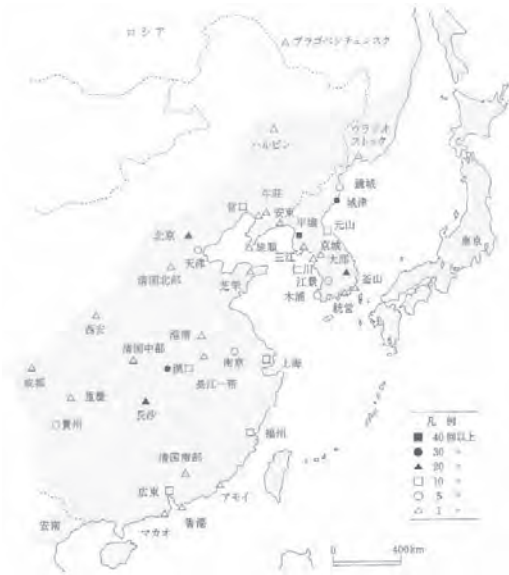 ロシア
ブラゴベシチェンスク
ハルビン
ウラジオ
ストック
鏡城
城津
牛荘
営口
安東
平壌
元山
北京
旅順
京城
東京
天津
三江
仁川
大邱
清国北部
芝罘
江景
釜山
木浦
統営
西安
清国中部
漢口
南京
上海
成都
重慶
長江一帯
長沙
貴州
福州
清国南部
広東
アモイ
安南
香港
マカオ
凡例
■ 40個以上
● 30 〃
▲ 20 〃
□ 10 〃
○ 5 〃
△ 1 〃
0 400km